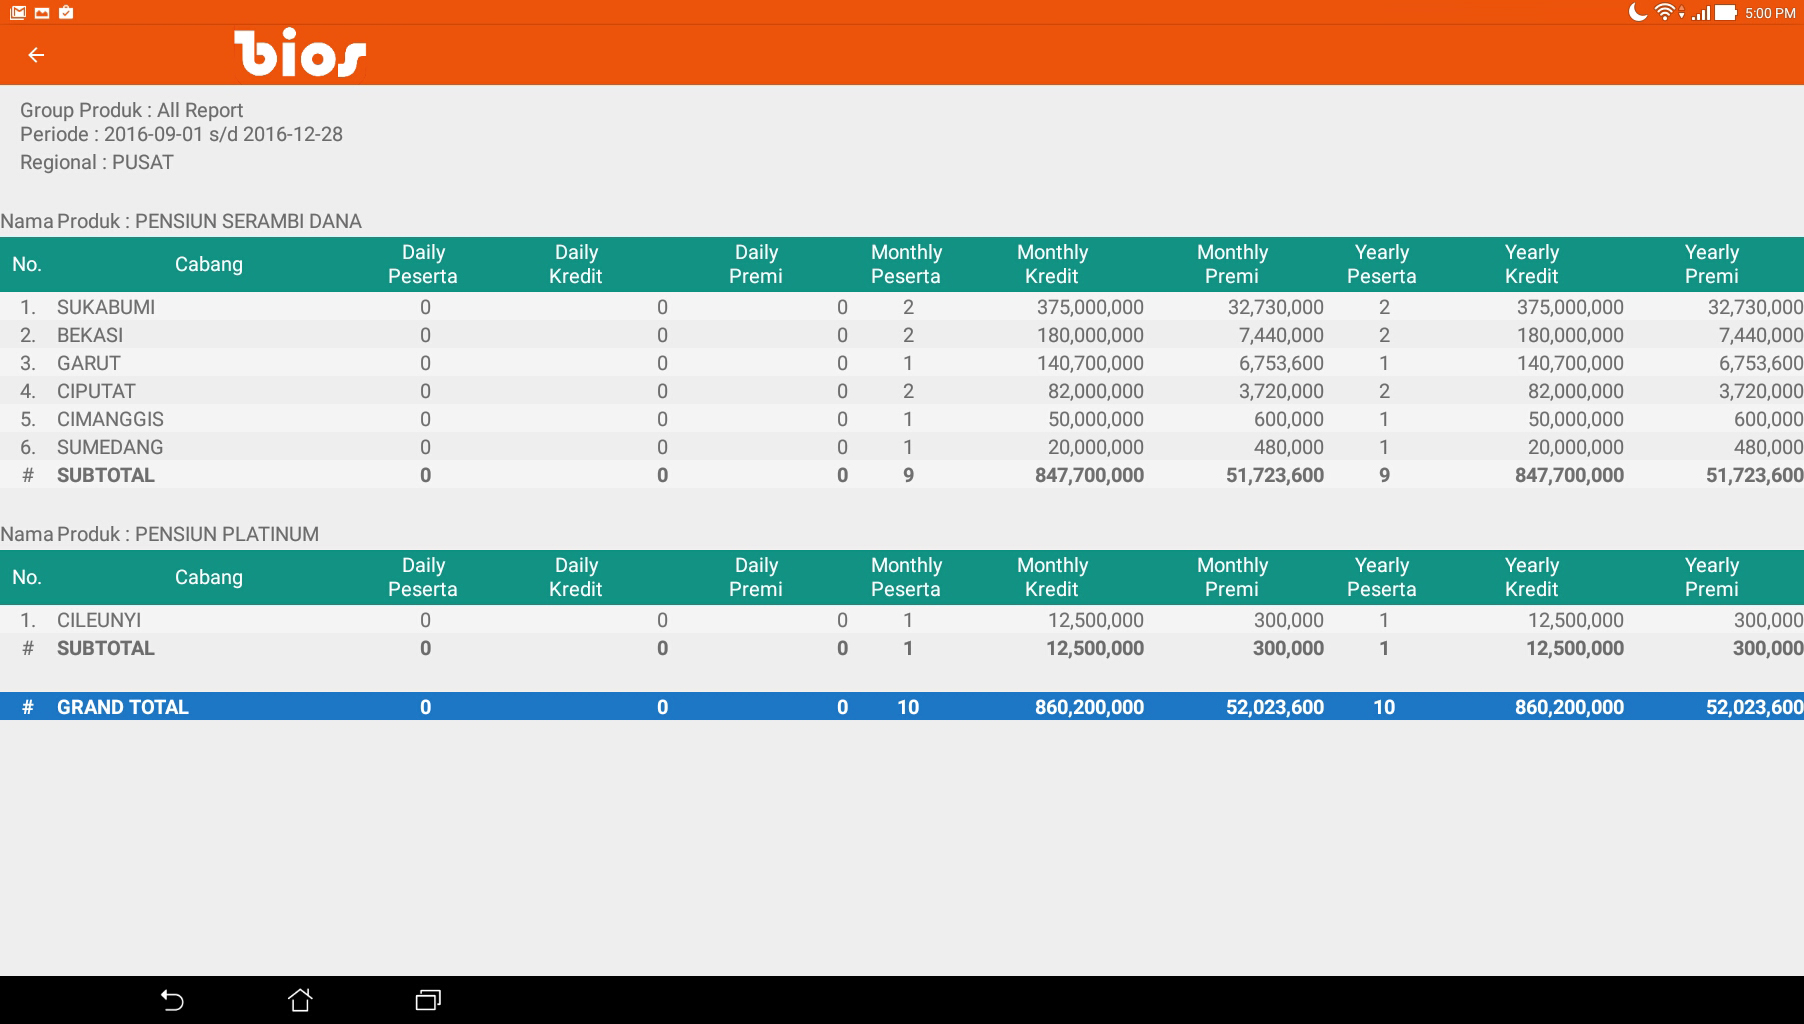 5:00 PM
bios
Group Produk : All Report
Periode : 2016-09-01 s/d 2016-12-28
Regional : PUSAT
Nama Produk : PENSIUN SERAMBI DANA
No. Cabang Daily Peserta Daily Kredit Daily Premi Monthly Peserta Monthly Kredit Monthly Premi Yearly Peserta Yearly Kredit Yearly Premi
1. SUKABUMI 0 0 0 2 375,000,000 32,730,000 2 375,000,000 32,730,000
2. BEKASI 0 0 0 2 180,000,000 7,440,000 2 180,000,000 7,440,000
3. GARUT 0 0 0 1 140,700,000 6,753,600 1 140,700,000 6,753,600
4. CIPUTAT 0 0 0 2 82,000,000 3,720,000 2 82,000,000 3,720,000
5. CIMANGGIS 0 0 0 1 50,000,000 600,000 1 50,000,000 600,000
6. SUMEDANG 0 0 0 1 20,000,000 480,000 1 20,000,000 480,000
# SUBTOTAL 0 0 0 9 847,700,000 51,723,600 9 847,700,000 51,723,600
Nama Produk : PENSIUN PLATINUM
No. Cabang Daily Peserta Daily Kredit Daily Premi Monthly Peserta Monthly Kredit Monthly Premi Yearly Peserta Yearly Kredit Yearly Premi
1. CILEUNYI 0 0 0 1 12,500,000 300,000 1 12,500,000 300,000
# SUBTOTAL 0 0 0 1 12,500,000 300,000 1 12,500,000 300,000
# GRAND TOTAL 0 0 0 10 860,200,000 52,023,600 10 860,200,000 52,023,600